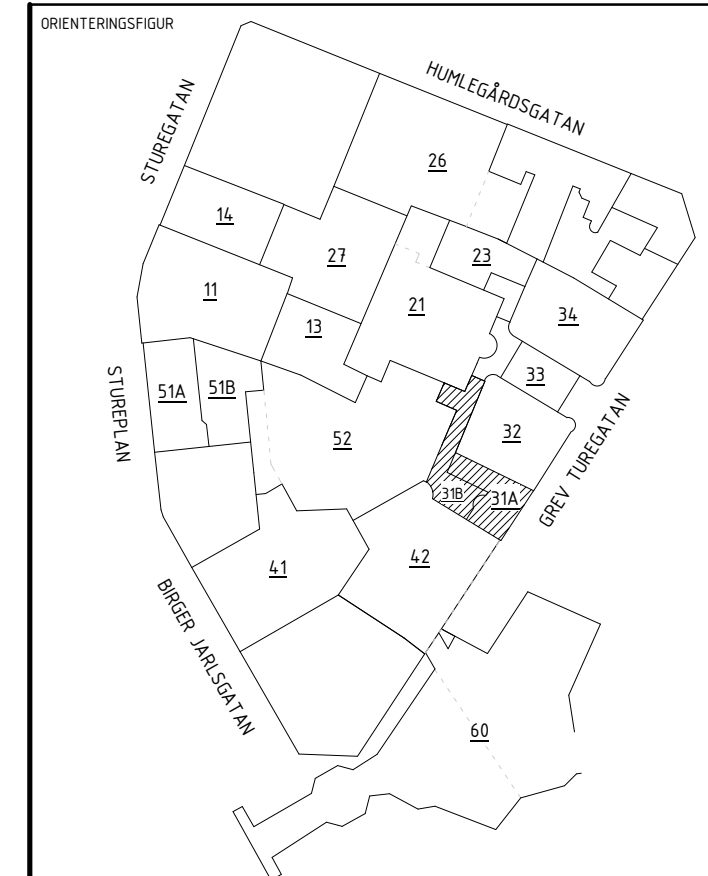 ORIENTERINGSFIGUR
HUMLEGÅRDSGATAN
STUREGATAN
26
14
27
23
11
21
34
13
33
51A
51B
STUREPLAN
32
52
GREV TUREGATAN
31B
31A
41
42
BIRGER JARLSGATAN
60